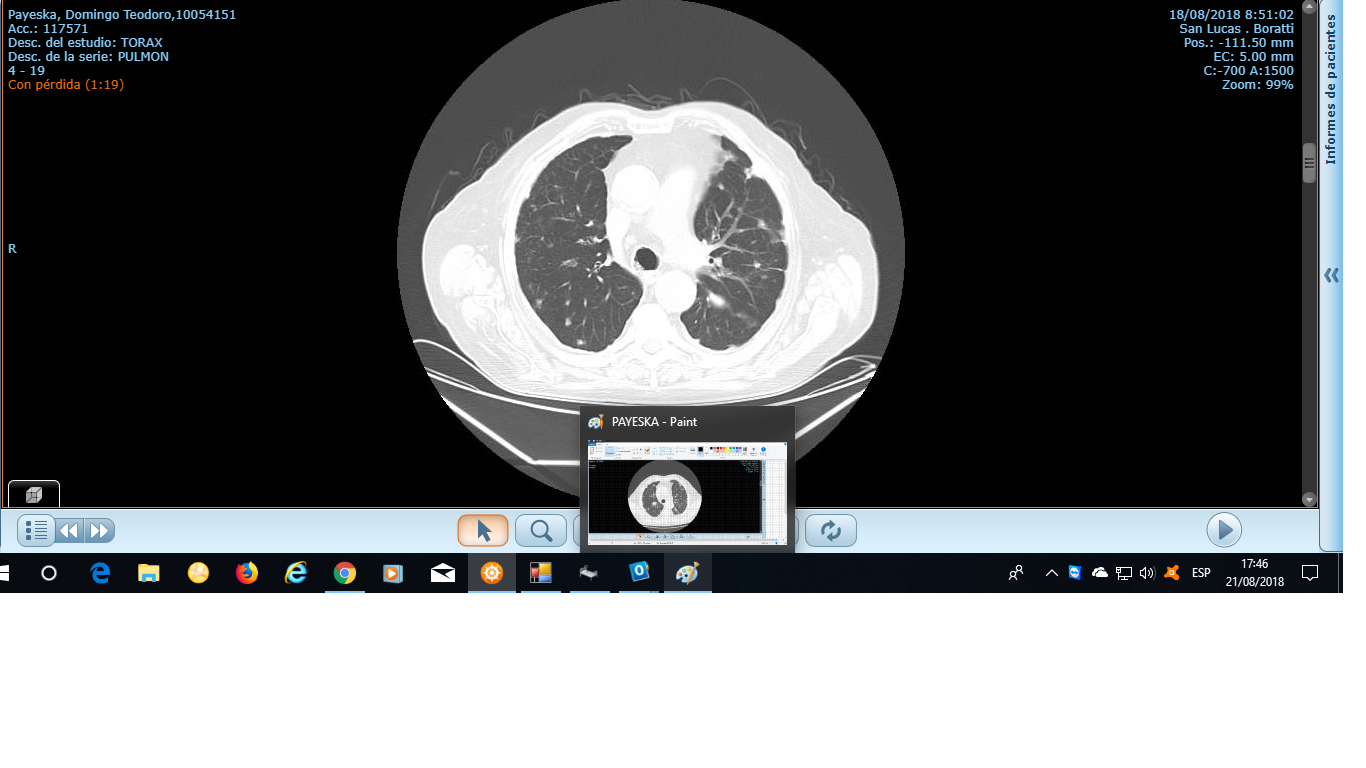 Payeska, Domingo Teodoro,10054151
Acc.: 117571
Desc. del estudio: TORAX
Desc. de la serie: PULMON
4 - 19
Con pérdida (1:19)
18/08/2018 8:51:02
San Lucas . Boratti
Pos.: -111.50 mm
EC: 5.00 mm
C:-700 A:1500
Zoom: 99%
Informes de pacientes
R
PAYESKA - Paint
ESP
17:46
21/08/2018